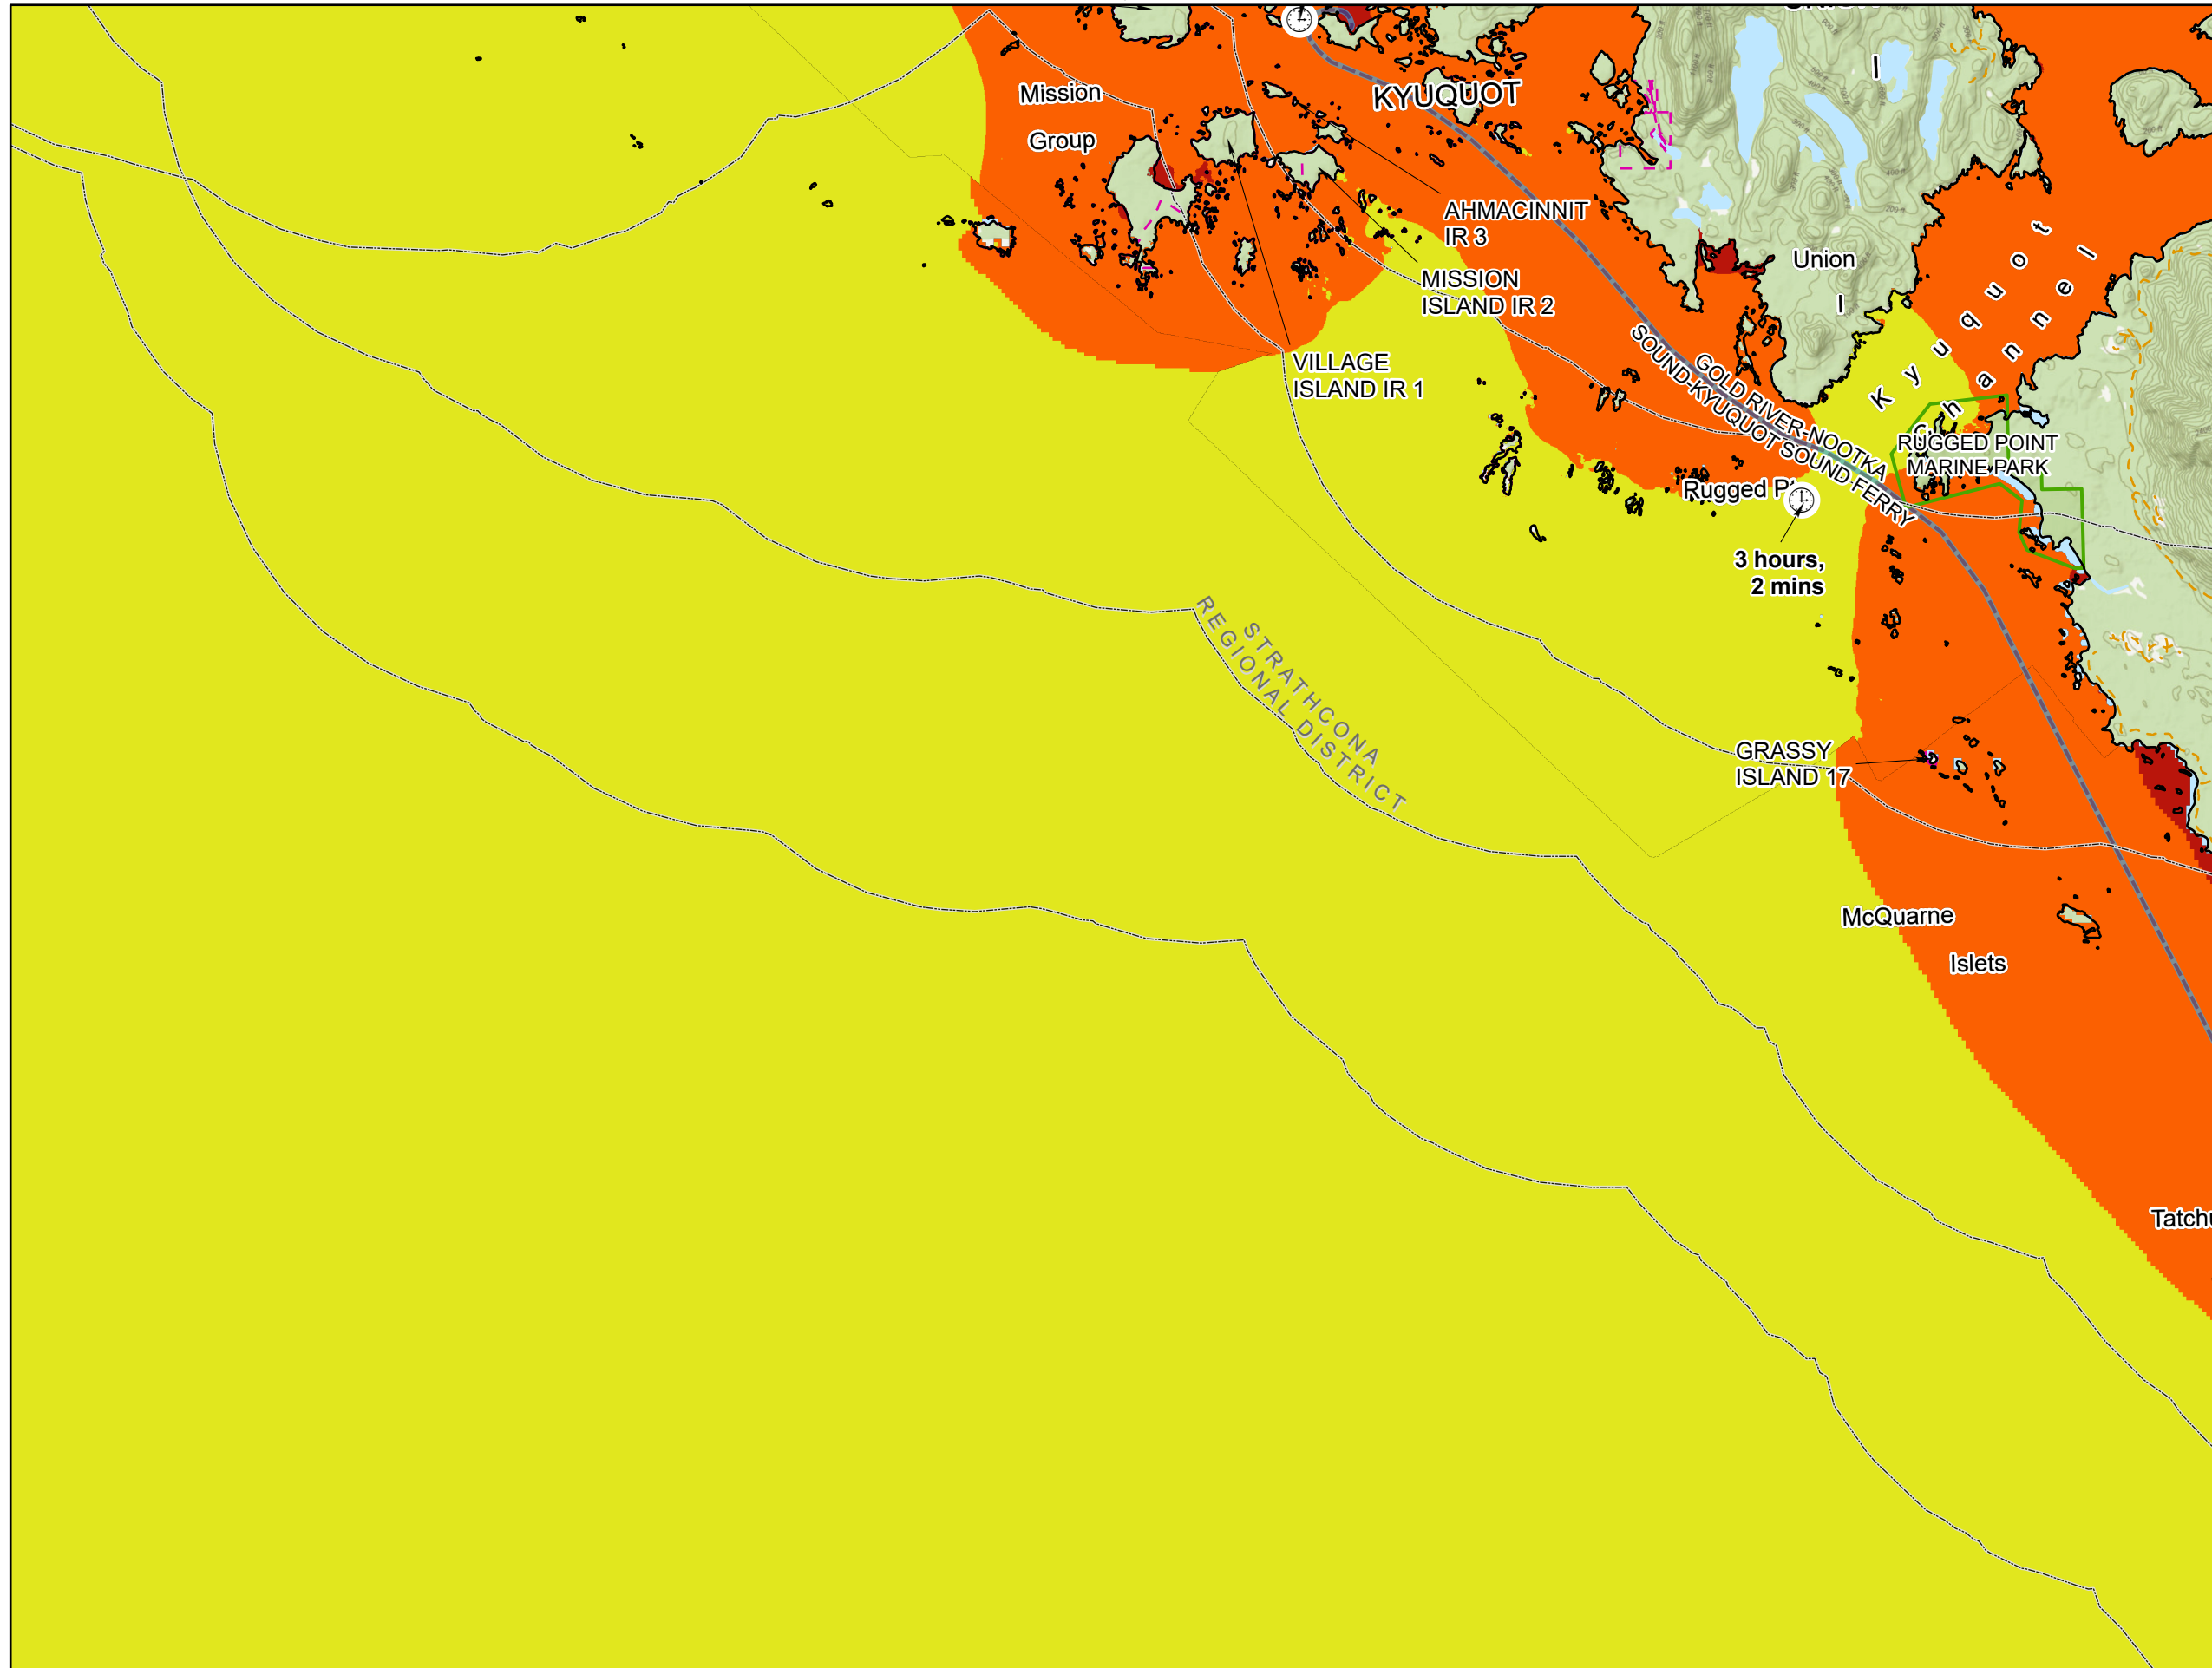 Mission
Group
KYUQUOT
I
AHMACINNIT
IR 3
MISSION
ISLAND IR 2
VILLAGE
ISLAND IR 1
Union
I
Kyuquot
Channel
GOLD RIVER-NOOTKA
SOUND-KYUQUOT SOUND FERRY
RUGGED POINT
MARINE PARK
Rugged P
3 hours,
2 mins
STRATHCONA
REGIONAL DISTRICT
GRASSY
ISLAND 17
McQuarne
Islets
Tatchu